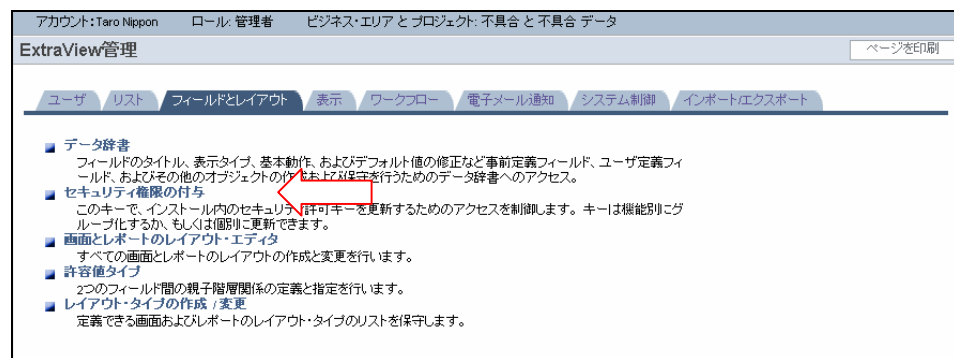 アカウント:Taro Nippon ロール: 管理者 ビジネス・エリア と プロジェクト: 不具合 と 不具合 データ
ExtraView管理
ページを印刷
ユーザ リスト フィールドとレイアウト 表示 ワークフロー 電子メール通知 システム制御 インポート/エクスポート
データ辞書
フィールドのタイトル、表示タイプ、基本動作、およびデフォルト値の修正など事前定義フィールド、ユーザ定義フィ
ールド、およびその他のオブジェクトの作成および保守を行うためのデータ辞書へのアクセス。
セキュリティ権限の付与
このキーで、インストール内のセキュリティ許可キーを更新するためのアクセスを制御します。キーは機能別にグ
ループ化するか、もしくは個別に更新できます。
画面とレポートのレイアウト・エディタ
すべての画面とレポートのレイアウトの作成と変更を行います。
許容値タイプ
2つのフィールド間の親子階層関係の定義と指定を行います。
レイアウト・タイプの作成 / 変更
定義できる画面およびレポートのレイアウト・タイプのリストを保守します。